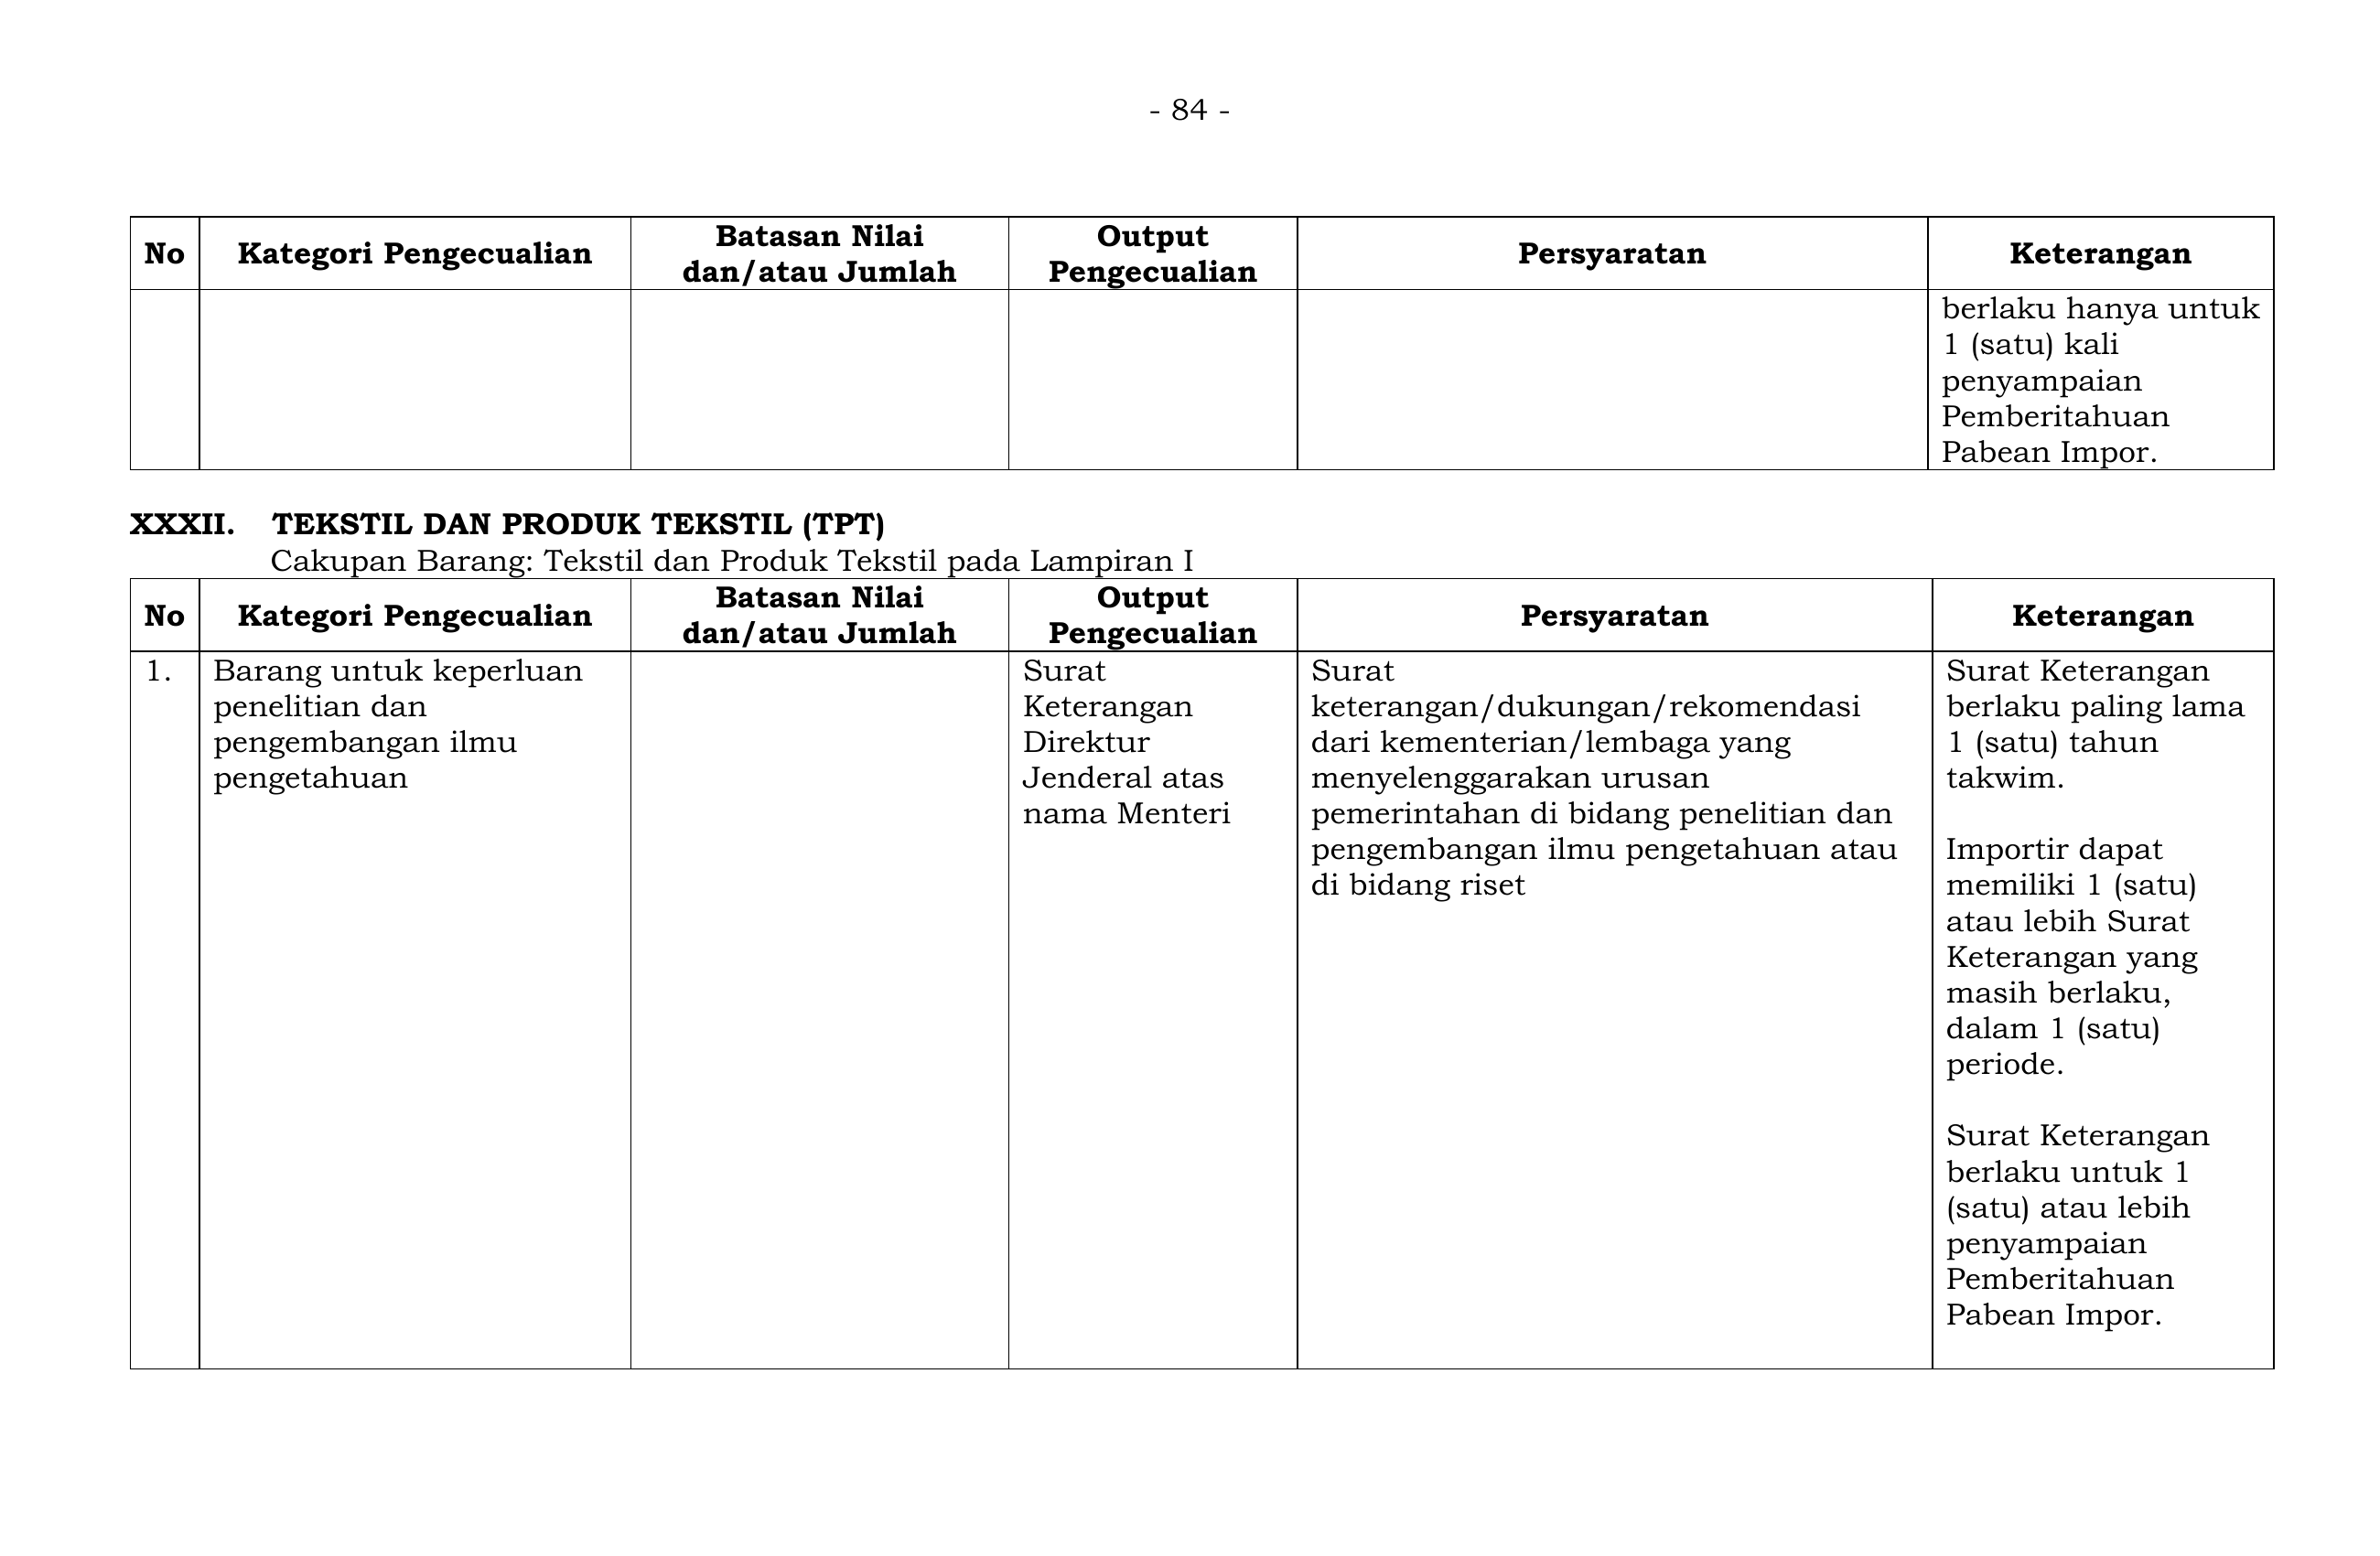 - 84 -
No
Kategori Pengecualian
Batasan Nilai
dan/atau Jumlah
Output
Pengecualian
Persyaratan
Keterangan
berlaku hanya untuk
1 (satu) kali
penyampaian
Pemberitahuan
Pabean Impor.
XXXII. TEKSTIL DAN PRODUK TEKSTIL (TPT)
Cakupan Barang: Tekstil dan Produk Tekstil pada Lampiran I
No
Kategori Pengecualian
Batasan Nilai
dan/atau Jumlah
Output
Pengecualian
Persyaratan
Keterangan
1.
Barang untuk keperluan
penelitian dan
pengembangan ilmu
pengetahuan
Surat
Keterangan
Direktur
Jenderal atas
nama Menteri
Surat
keterangan/dukungan/rekomendasi
dari kementerian/lembaga yang
menyelenggarakan urusan
pemerintahan di bidang penelitian dan
pengembangan ilmu pengetahuan atau
di bidang riset
Surat Keterangan
berlaku paling lama
1 (satu) tahun
takwim.
Importir dapat
memiliki 1 (satu)
atau lebih Surat
Keterangan yang
masih berlaku,
dalam 1 (satu)
periode.
Surat Keterangan
berlaku untuk 1
(satu) atau lebih
penyampaian
Pemberitahuan
Pabean Impor.